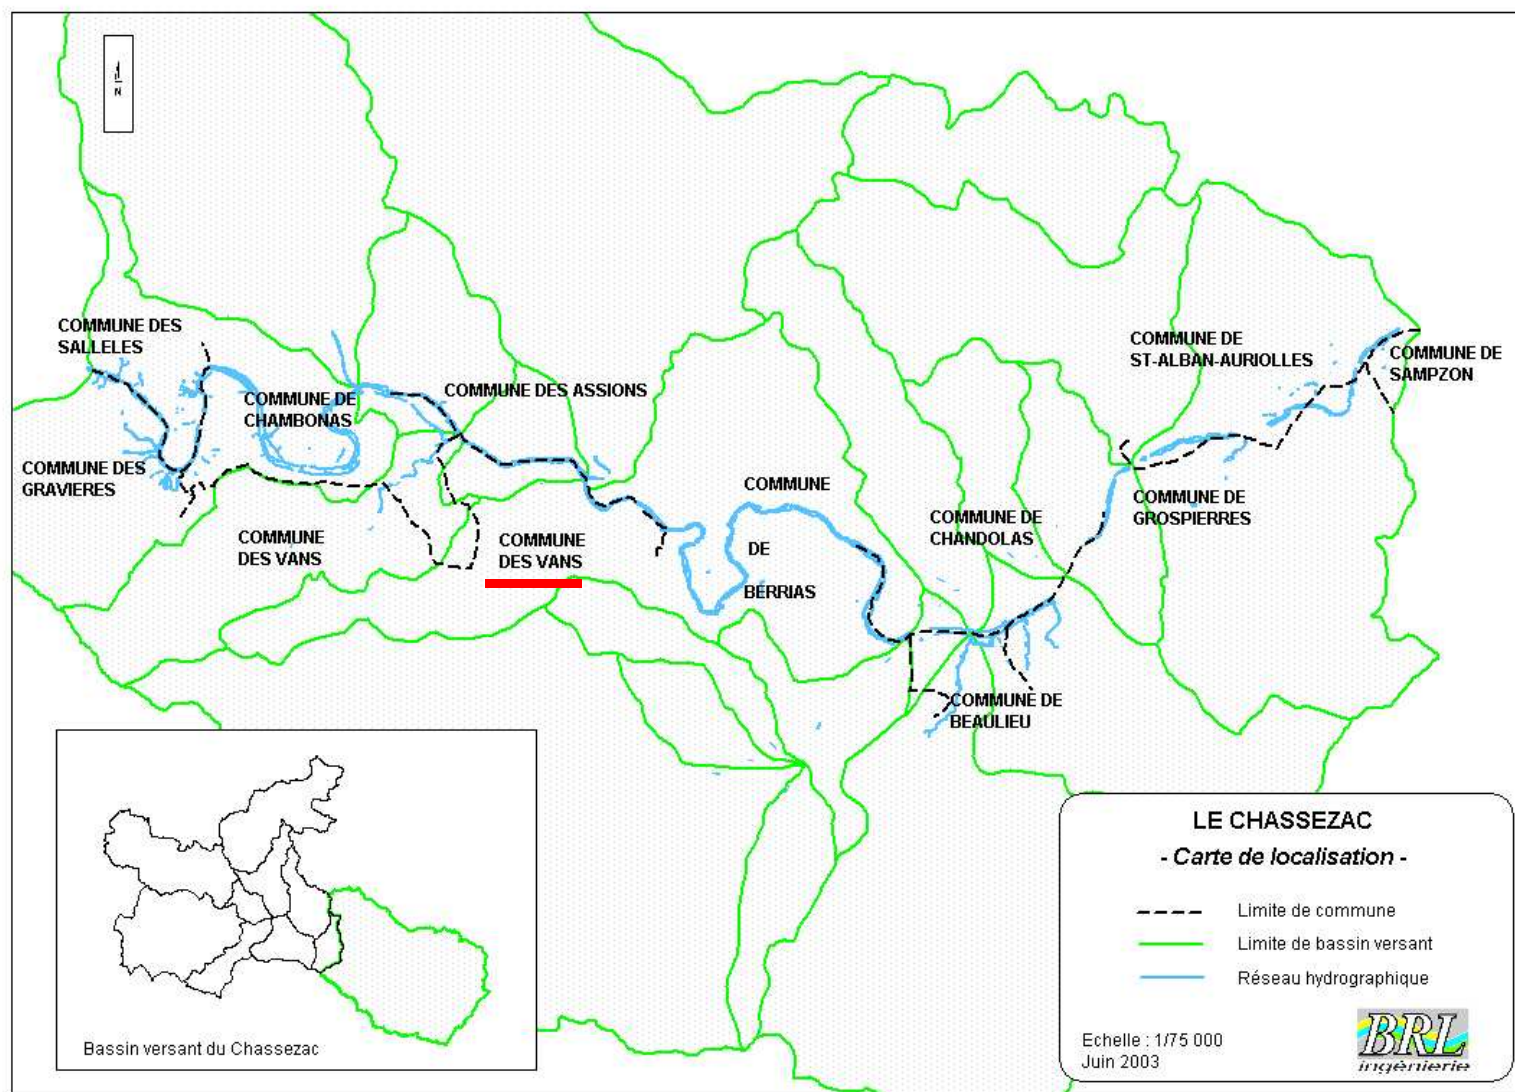 N
COMMUNE DES
SALLELES
COMMUNE DE
CHAMBONAS
COMMUNE DES ASSIONS
COMMUNE DES
GRAVIERES
COMMUNE
DES VANS
COMMUNE
DES VANS
COMMUNE
DE
BERRIAS
COMMUNE DE
CHANDOLAS
COMMUNE DE
ST-ALBAN-AURIOLLES
COMMUNE DE
SAMPZON
COMMUNE DE
GROSPIERRES
COMMUNE DE
BEAULIEU
Bassin versant du Chassezac
LE CHASSEZAC
- Carte de localisation -
Limite de commune
Limite de bassin versant
Réseau hydrographique
Echelle : 1/75 000
Juin 2003
BRL
ingénierie